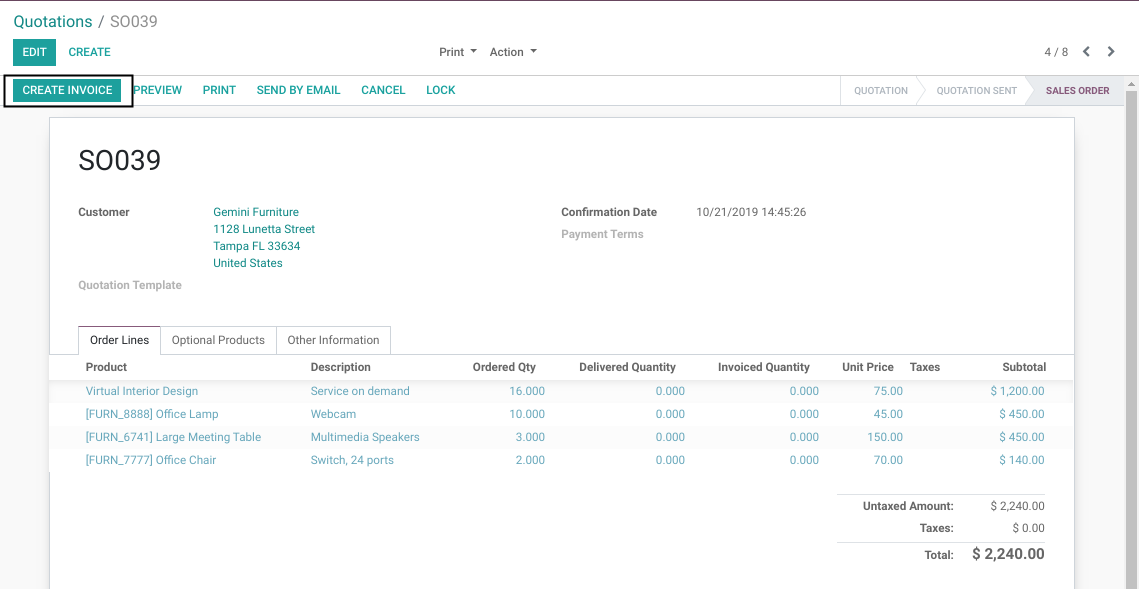 Quotations / SO039
EDIT CREATE Print Action 4 / 8
CREATE INVOICE PREVIEW PRINT SEND BY EMAIL CANCEL LOCK QUOTATION QUOTATION SENT SALES ORDER
SO039
Customer Gemini Furniture Confirmation Date 10/21/2019 14:45:26
1128 Lunetta Street Payment Terms
Tampa FL 33634
United States
Quotation Template
Order Lines Optional Products Other Information
Product Description Ordered Qty Delivered Quantity Invoiced Quantity Unit Price Taxes Subtotal
Virtual Interior Design Service on demand 16.000 0.000 0.000 75.00 $ 1,200.00
[FURN_8888] Office Lamp Webcam 10.000 0.000 0.000 45.00 $ 450.00
[FURN_6741] Large Meeting Table Multimedia Speakers 3.000 0.000 0.000 150.00 $ 450.00
[FURN_7777] Office Chair Switch, 24 ports 2.000 0.000 0.000 70.00 $ 140.00
Untaxed Amount: $ 2,240.00
Taxes: $ 0.00
Total: $ 2,240.00